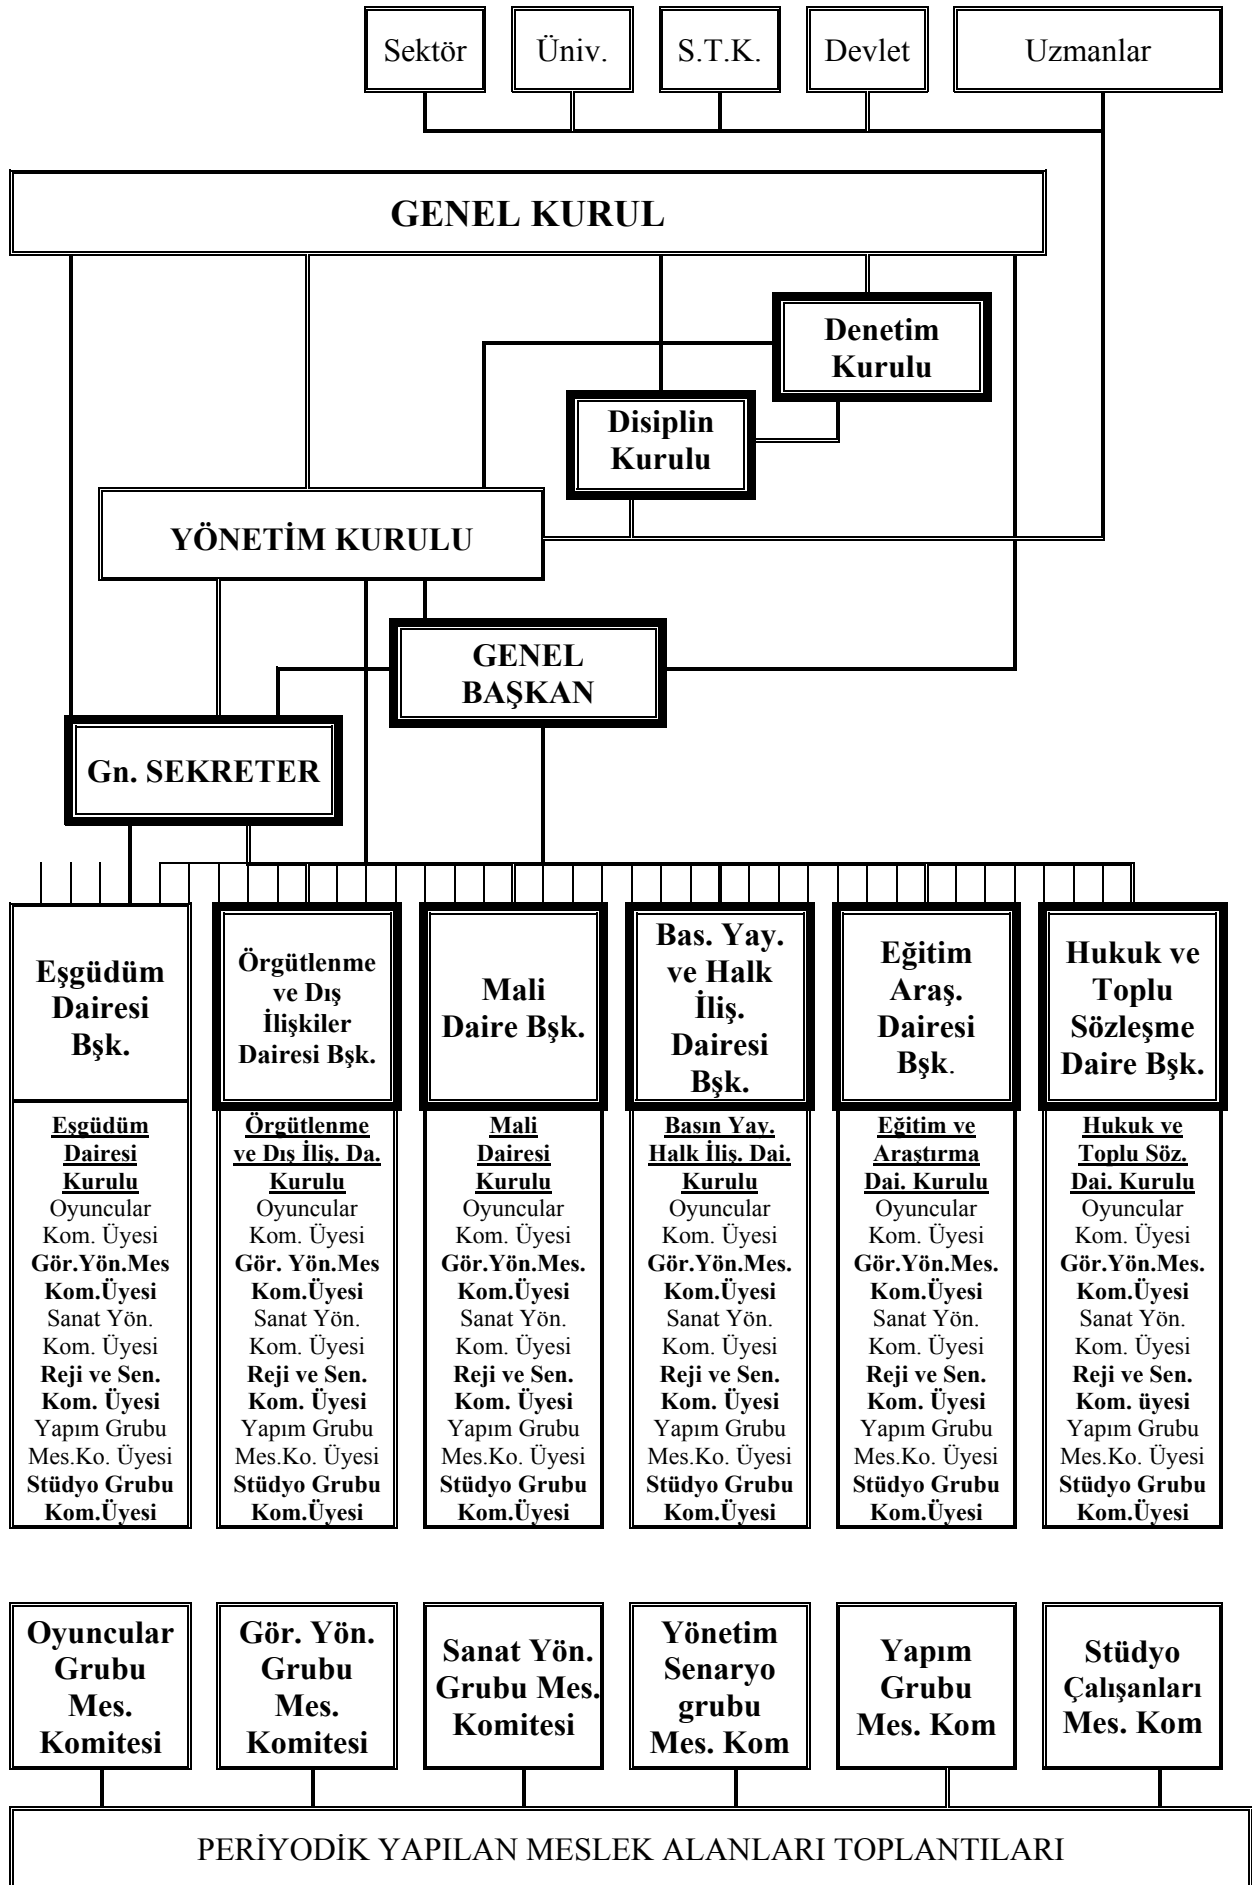 Sektör
Üniv.
S.T.K.
Devlet
Uzmanlar
GENEL KURUL
Denetim
Kurulu
Disiplin
Kurulu
YÖNETİM KURULU
GENEL
BAŞKAN
Gn. SEKRETER
Eşgüdüm
Dairesi
Bşk.
Örgütlenme
ve Dış
İlişkiler
Dairesi Bşk.
Mali
Daire Bşk.
Bas. Yay.
ve Halk
İliş.
Dairesi
Bşk.
Eğitim
Araş.
Dairesi
Bşk.
Hukuk ve
Toplu
Sözleşme
Daire Bşk.
Eşgüdüm
Dairesi
Kurulu
Oyuncular
Kom. Üyesi
Gör.Yön.Mes
Kom.Üyesi
Sanat Yön.
Kom. Üyesi
Reji ve Sen.
Kom. Üyesi
Yapım Grubu
Mes.Ko. Üyesi
Stüdyo Grubu
Kom.Üyesi
Örgütlenme
ve Dış İliş. Da.
Kurulu
Oyuncular
Kom. Üyesi
Gör. Yön.Mes
Kom.Üyesi
Sanat Yön.
Kom. Üyesi
Reji ve Sen.
Kom. Üyesi
Yapım Grubu
Mes.Ko. Üyesi
Stüdyo Grubu
Kom.Üyesi
Mali
Dairesi
Kurulu
Oyuncular
Kom. Üyesi
Gör.Yön.Mes.
Kom.Üyesi
Sanat Yön.
Kom. Üyesi
Reji ve Sen.
Kom. Üyesi
Yapım Grubu
Mes.Ko. Üyesi
Stüdyo Grubu
Kom.Üyesi
Basın Yay.
Halk İliş. Dai.
Kurulu
Oyuncular
Kom. Üyesi
Gör.Yön.Mes.
Kom.Üyesi
Sanat Yön.
Kom. Üyesi
Reji ve Sen.
Kom. Üyesi
Yapım Grubu
Mes.Ko. Üyesi
Stüdyo Grubu
Kom.Üyesi
Eğitim ve
Araştırma
Dai. Kurulu
Oyuncular
Kom. Üyesi
Gör.Yön.Mes.
Kom.Üyesi
Sanat Yön.
Kom. Üyesi
Reji ve Sen.
Kom. Üyesi
Yapım Grubu
Mes.Ko. Üyesi
Stüdyo Grubu
Kom.Üyesi
Hukuk ve
Toplu Söz.
Dai. Kurulu
Oyuncular
Kom. Üyesi
Gör.Yön.Mes.
Kom.Üyesi
Sanat Yön.
Kom. Üyesi
Reji ve Sen.
Kom. üyesi
Yapım Grubu
Mes.Ko. Üyesi
Stüdyo Grubu
Kom.Üyesi
Oyuncular
Grubu
Mes.
Komitesi
Gör. Yön.
Grubu
Mes.
Komitesi
Sanat Yön.
Grubu Mes.
Komitesi
Yönetim
Senaryo
grubu
Mes. Kom
Yapım
Grubu
Mes. Kom
Stüdyo
Çalışanları
Mes. Kom
PERİYODİK YAPILAN MESLEK ALANLARI TOPLANTILARI